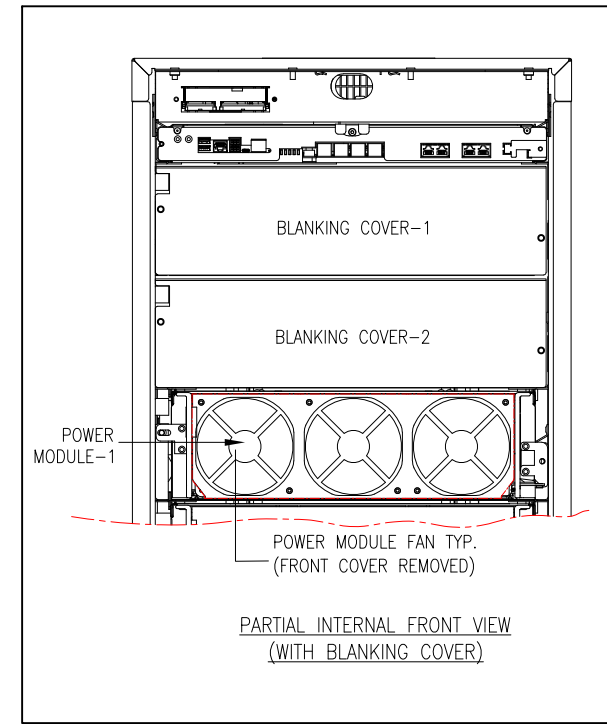 BLANKING COVER-1
BLANKING COVER-2
POWER
MODULE-1
POWER MODULE FAN TYP.
(FRONT COVER REMOVED)
PARTIAL INTERNAL FRONT VIEW
(WITH BLANKING COVER)